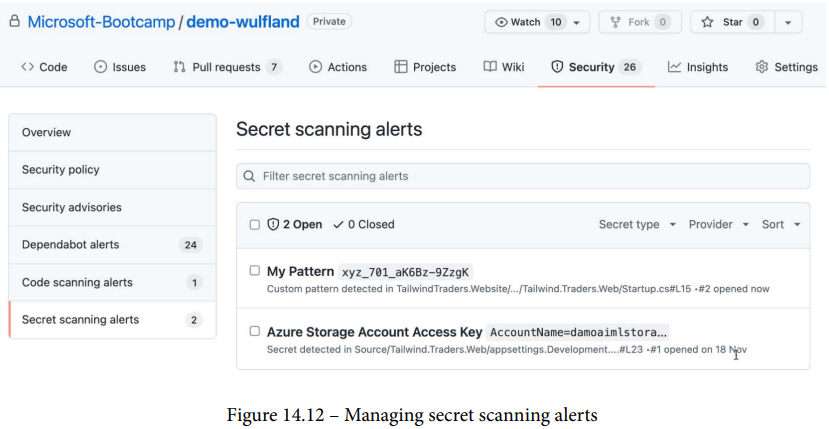 Microsoft-Bootcamp / demo-wulfland Private Watch 10 Fork 0 Star 0
Code Issues Pull requests 7 Actions Projects Wiki Security 26 Insights Settings
Overview
Security policy
Security advisories
Dependabot alerts 24
Code scanning alerts 1
Secret scanning alerts 2
Secret scanning alerts
Filter secret scanning alerts
2 Open 0 Closed Secret type Provider Sort
My Pattern xyz_701_aK6Bz-9ZzgK
Custom pattern detected in TailwindTraders.Website/.../Tailwind.Traders.Web/Startup.cs#L15 •#2 opened now
Azure Storage Account Access Key AccountName=damoaimlstora...
Secret detected in Source/Tailwind.Traders.Web/appsettings.Development....#L23 •#1 opened on 18 Nov
Figure 14.12 – Managing secret scanning alerts